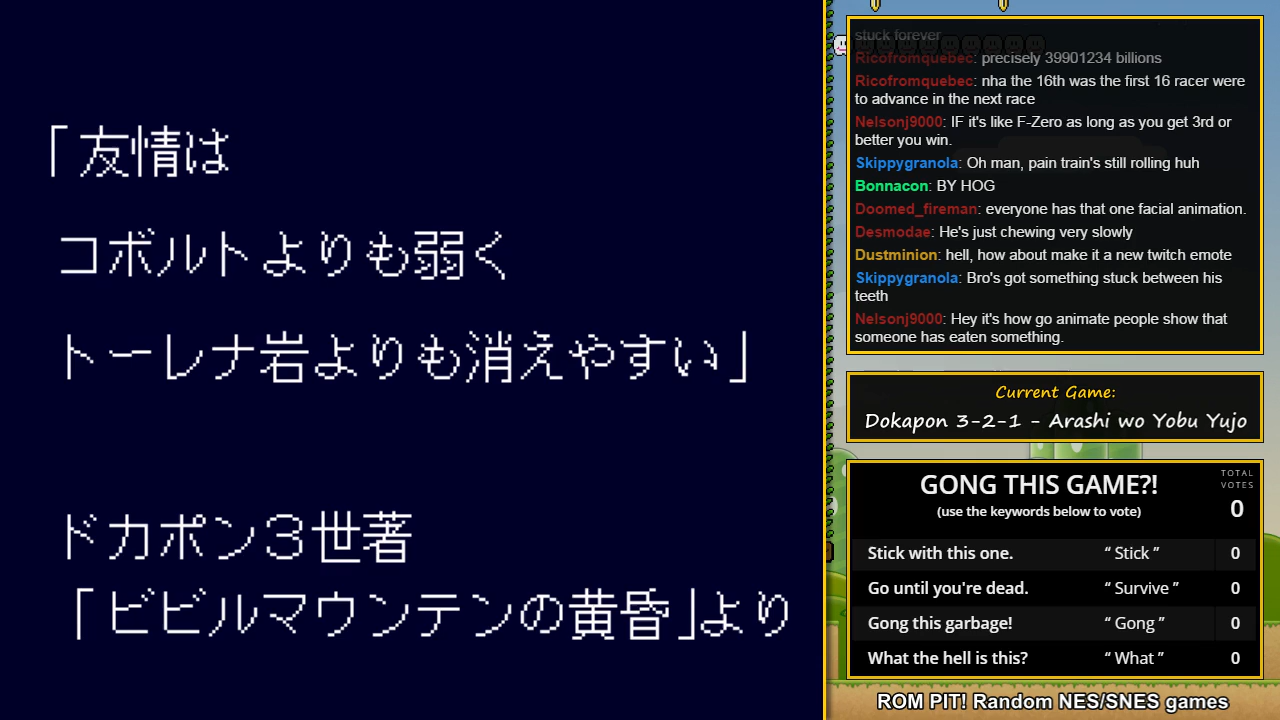 「友情は
コボルトよりも弱く
トーレナ岩よりも消えやすい」
ドカポン3世著
「ビビルマウンテンの黄昏」より
stuck forever
Ricofromquebec: precisely 39901234 billions
Ricofromquebec: nha the 16th was the first 16 racer were
to advance in the next race
Nelsonj9000: IF it's like F-Zero as long as you get 3rd or
better you win.
Skippygranola: Oh man, pain train's still rolling huh
Bonnacon: BY HOG
Doomed_fireman: everyone has that one facial animation.
Desmodae: He's just chewing very slowly
Dustminion: hell, how about make it a new twitch emote
Skippygranola: Bro's got something stuck between his
teeth
Nelsonj9000: Hey it's how go animate people show that
someone has eaten something.
Current Game:
Dokapon 3-2-1 - Arashi wo Yobu Yujo
GONG THIS GAME?!
(use the keywords below to vote)
TOTAL
VOTES
0
Stick with this one. “ Stick ” 0
Go until you're dead. “ Survive ” 0
Gong this garbage! “ Gong ” 0
What the hell is this? “ What ” 0
ROM PIT! Random NES/SNES games